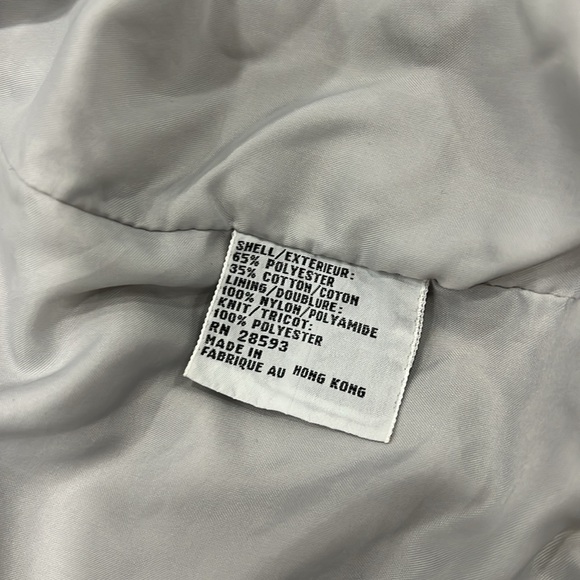 SHELL/EXTERIEUR:
65% POLYESTER
35% COTTON/COTON
LINING/DOUBLURE:
100% NYLON/POLYAMIDE
KNIT/TRICOT:
100% POLYESTER
RN 28593
MADE IN
FABRIQUE AU HONG KONG